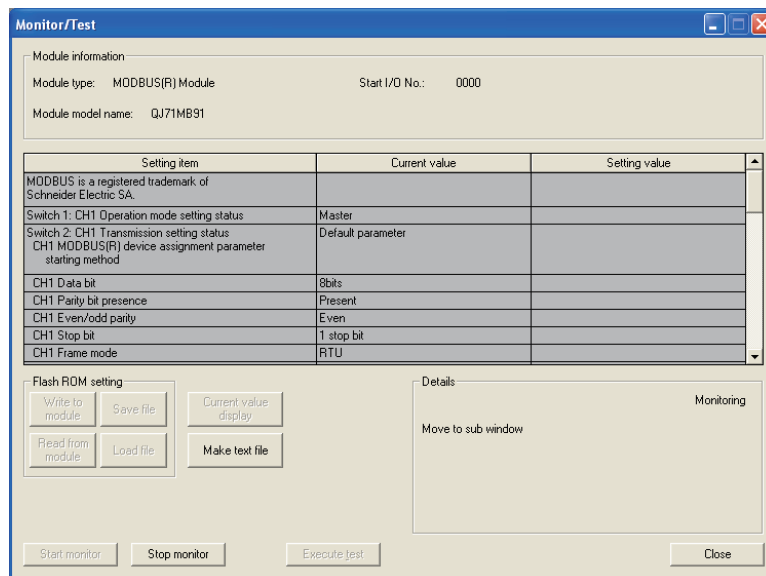 Monitor/Test
Module information
Module type: MODBUS(R) Module Start I/O No.: 0000
Module model name: QJ71MB91
Setting item Current value Setting value
MODBUS is a registered trademark of
Schneider Electric SA.
Switch 1: CH1 Operation mode setting status Master
Switch 2: CH1 Transmission setting status Default parameter
CH1 MODBUS(R) device assignment parameter
starting method
CH1 Data bit 8bits
CH1 Parity bit presence Present
CH1 Even/odd parity Even
CH1 Stop bit 1 stop bit
CH1 Frame mode RTU
Flash ROM setting
Write to
module
Save file
Current value
display
Read from
module
Load file
Make text file
Details
Monitoring
Move to sub window
Start monitor Stop monitor Execute test Close